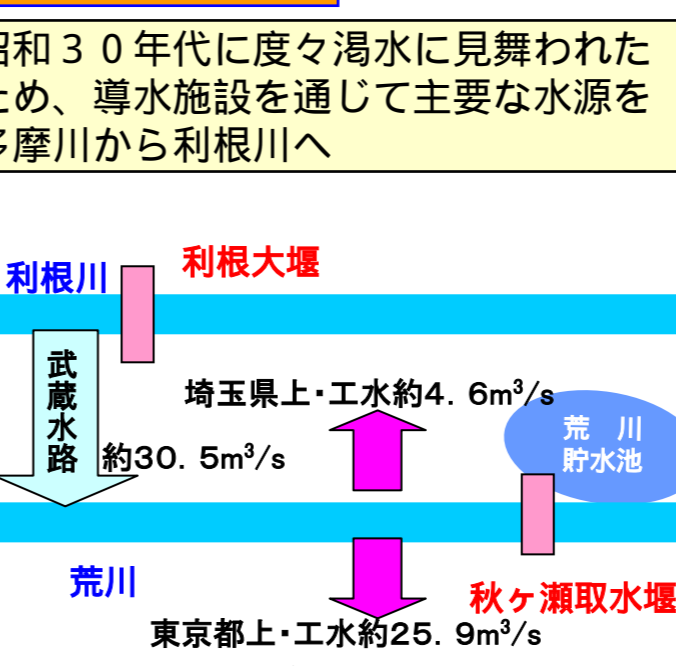 昭和３０年代に度々渇水に見舞われた
ため、導水施設を通じて主要な水源を
多摩川から利根川へ
利根川
利根大堰
武蔵水路
約30．5m³/s
埼玉県上・工水約4．6m³/s
荒　川
貯水池
荒川
秋ヶ瀬取水堰
東京都上・工水約25．9m³/s